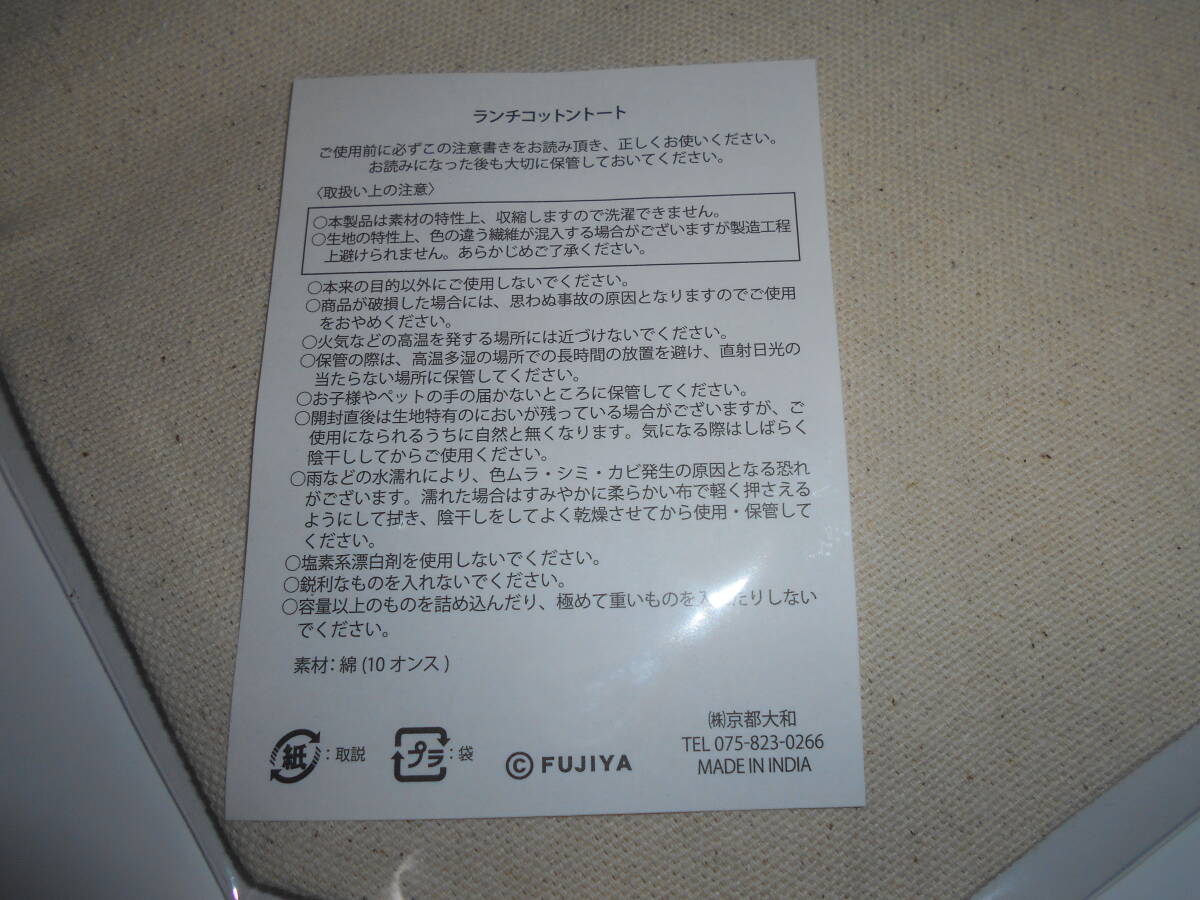 ランチコットントート
ご使用前に必ずこの注意書きをお読み頂き、正しくお使いください。
お読みになった後も大切に保管しておいてください。
〈取扱い上の注意〉
○本製品は素材の特性上、収縮しますので洗濯できません。
○生地の特性上、色の違う繊維が混入する場合がございますが製造工程
上避けられません。あらかじめご了承ください。
○本来の目的以外にご使用しないでください。
○商品が破損した場合には、思わぬ事故の原因となりますのでご使用
をおやめください。
○火気などの高温を発する場所には近づけないでください。
○保管の際は、高温多湿の場所での長時間の放置を避け、直射日光の
当たらない場所に保管してください。
○お子様やペットの手の届かないところに保管してください。
○開封直後は生地特有のにおいが残っている場合がございますが、ご
使用になられるうちに自然と無くなります。気になる際はしばらく
陰干ししてからご使用ください。
○雨などの水濡れにより、色ムラ・シミ・カビ発生の原因となる恐れ
がございます。濡れた場合はすみやかに柔らかい布で軽く押さえる
ようにして拭き、陰干しをしてよく乾燥させてから使用・保管して
ください。
○塩素系漂白剤を使用しないでください。
○鋭利なものを入れないでください。
○容量以上のものを詰め込んだり、極めて重いものを入たりしない
でください。
素材：綿 (10 オンス )
紙：取説
プラ：袋
© FUJIYA
㈱京都大和
TEL 075-823-0266
MADE IN INDIA